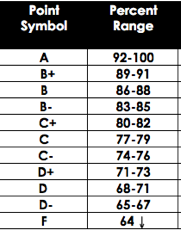 Point Percent
Symbol Range
A 92-100
B+ 89-91
B 86-88
B- 83-85
C+ 80-82
C 77-79
C- 74-76
D+ 71-73
D 68-71
D- 65-67
F 64 ↓